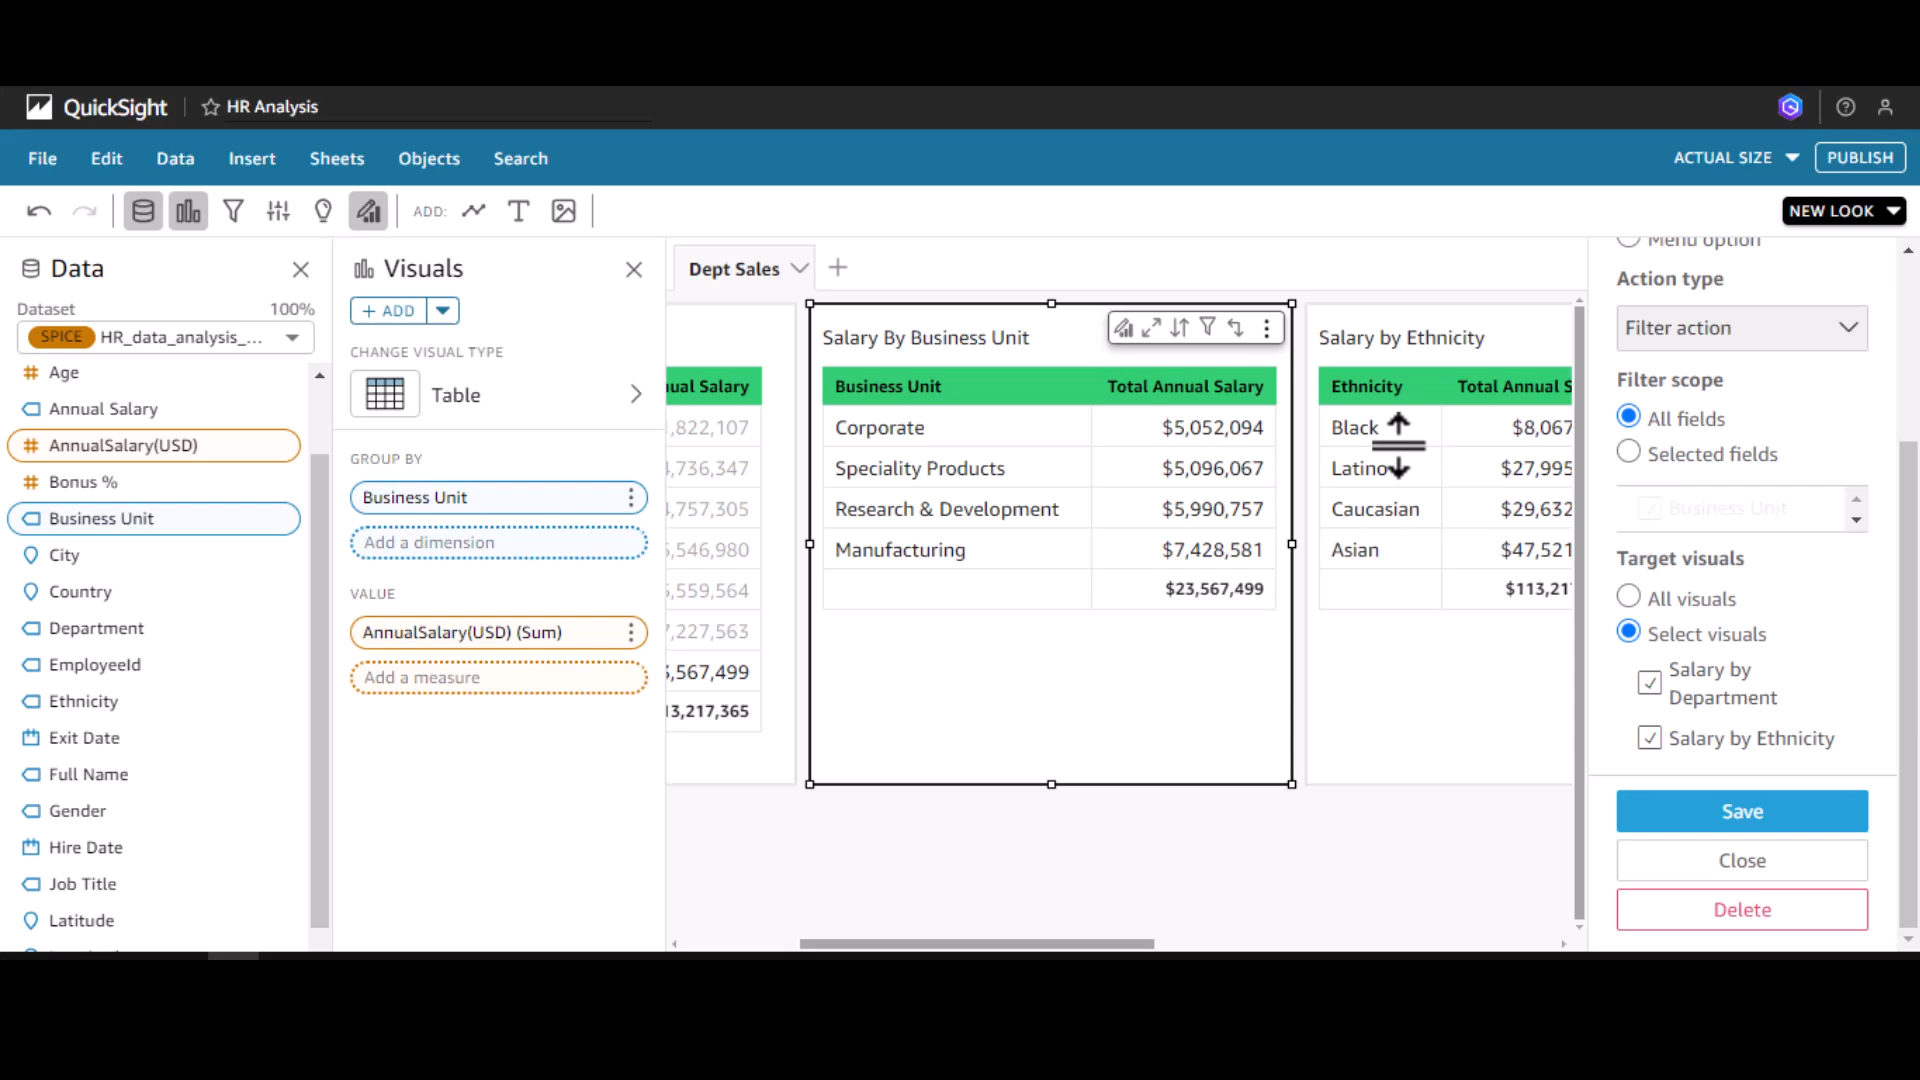 QuickSight
HR Analysis
File Edit Data Insert Sheets Objects Search
ACTUAL SIZE
PUBLISH
ADD:
NEW LOOK
Data
Dataset 100%
SPICE HR_data_analysis_...
Age
Annual Salary
AnnualSalary(USD)
Bonus %
Business Unit
City
Country
Department
EmployeeId
Ethnicity
Exit Date
Full Name
Gender
Hire Date
Job Title
Latitude
Visuals
+ ADD
CHANGE VISUAL TYPE
Table
GROUP BY
Business Unit
Add a dimension
VALUE
AnnualSalary(USD) (Sum)
Add a measure
Dept Sales
ual Salary
,822,107
,736,347
,757,305
,546,980
,559,564
,227,563
,567,499
13,217,365
Salary By Business Unit
Business Unit Total Annual Salary
Corporate $5,052,094
Speciality Products $5,096,067
Research & Development $5,990,757
Manufacturing $7,428,581
$23,567,499
Salary by Ethnicity
Ethnicity Total Annual S
Black $8,067
Latino $27,995
Caucasian $29,632
Asian $47,521
$113,21
Menu option
Action type
Filter action
Filter scope
All fields
Selected fields
Business Unit
Target visuals
All visuals
Select visuals
Salary by
Department
Salary by Ethnicity
Save
Close
Delete